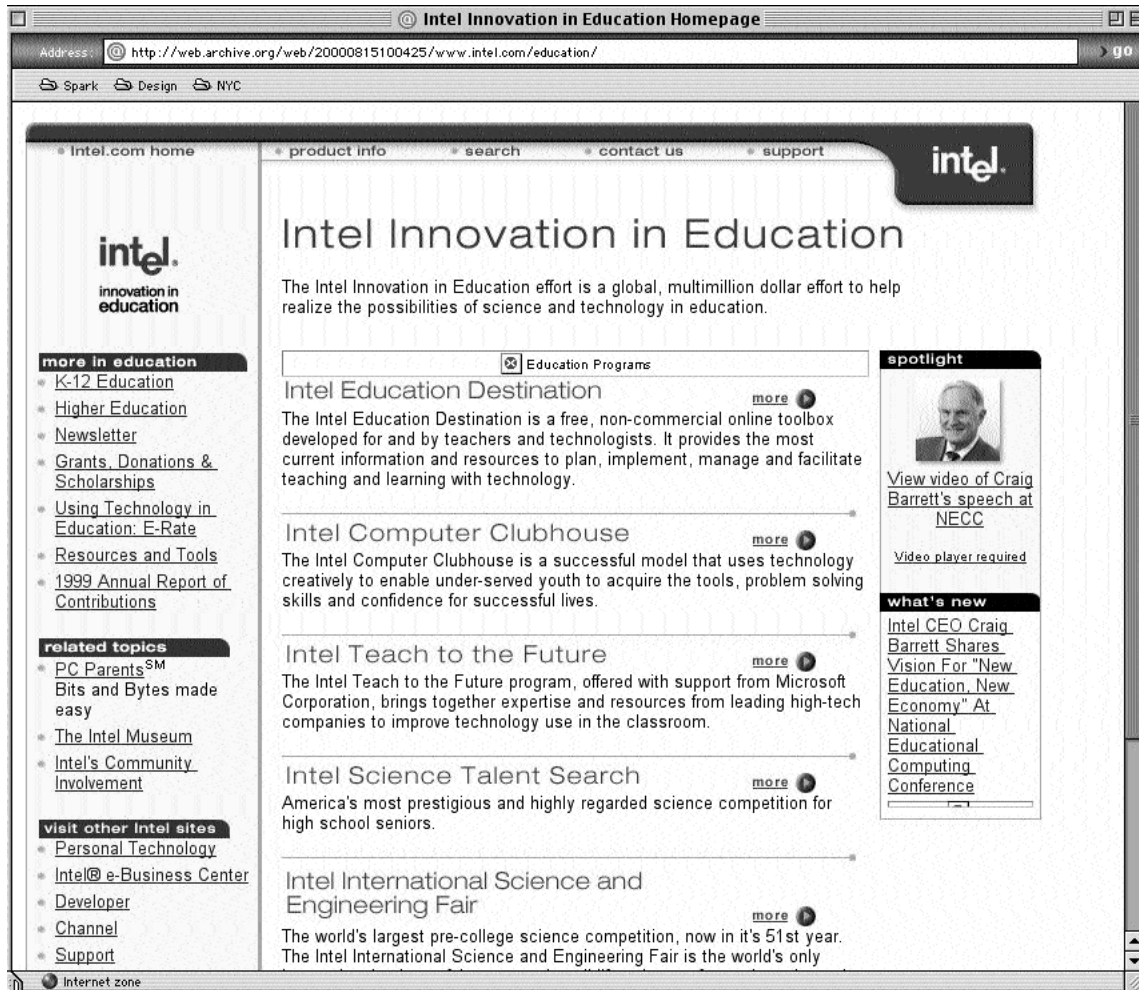 Intel Innovation in Education Homepage
Address: http://web.archive.org/web/20000815100425/www.intel.com/education/
go
Spark Design NYC
Intel.com home product info search contact us support
intel.
intel.
innovation in
education
Intel Innovation in Education
The Intel Innovation in Education effort is a global, multimillion dollar effort to help
realize the possibilities of science and technology in education.
more in education
K-12 Education
Higher Education
Newsletter
Grants, Donations &
Scholarships
Using Technology in
Education: E-Rate
Resources and Tools
1999 Annual Report of
Contributions
related topics
PC Parents℠
Bits and Bytes made
easy
The Intel Museum
Intel's Community
Involvement
visit other Intel sites
Personal Technology
Intel® e-Business Center
Developer
Channel
Support
Education Programs
Intel Education Destination
more
The Intel Education Destination is a free, non-commercial online toolbox
developed for and by teachers and technologists. It provides the most
current information and resources to plan, implement, manage and facilitate
teaching and learning with technology.
Intel Computer Clubhouse
more
The Intel Computer Clubhouse is a successful model that uses technology
creatively to enable under-served youth to acquire the tools, problem solving
skills and confidence for successful lives.
Intel Teach to the Future
more
The Intel Teach to the Future program, offered with support from Microsoft
Corporation, brings together expertise and resources from leading high-tech
companies to improve technology use in the classroom.
Intel Science Talent Search
more
America's most prestigious and highly regarded science competition for
high school seniors.
Intel International Science and
Engineering Fair
more
The world's largest pre-college science competition, now in it's 51st year.
The Intel International Science and Engineering Fair is the world's only
spotlight
View video of Craig
Barrett's speech at
NECC
Video player required
what's new
Intel CEO Craig
Barrett Shares
Vision For "New
Education, New
Economy" At
National
Educational
Computing
Conference
Internet zone